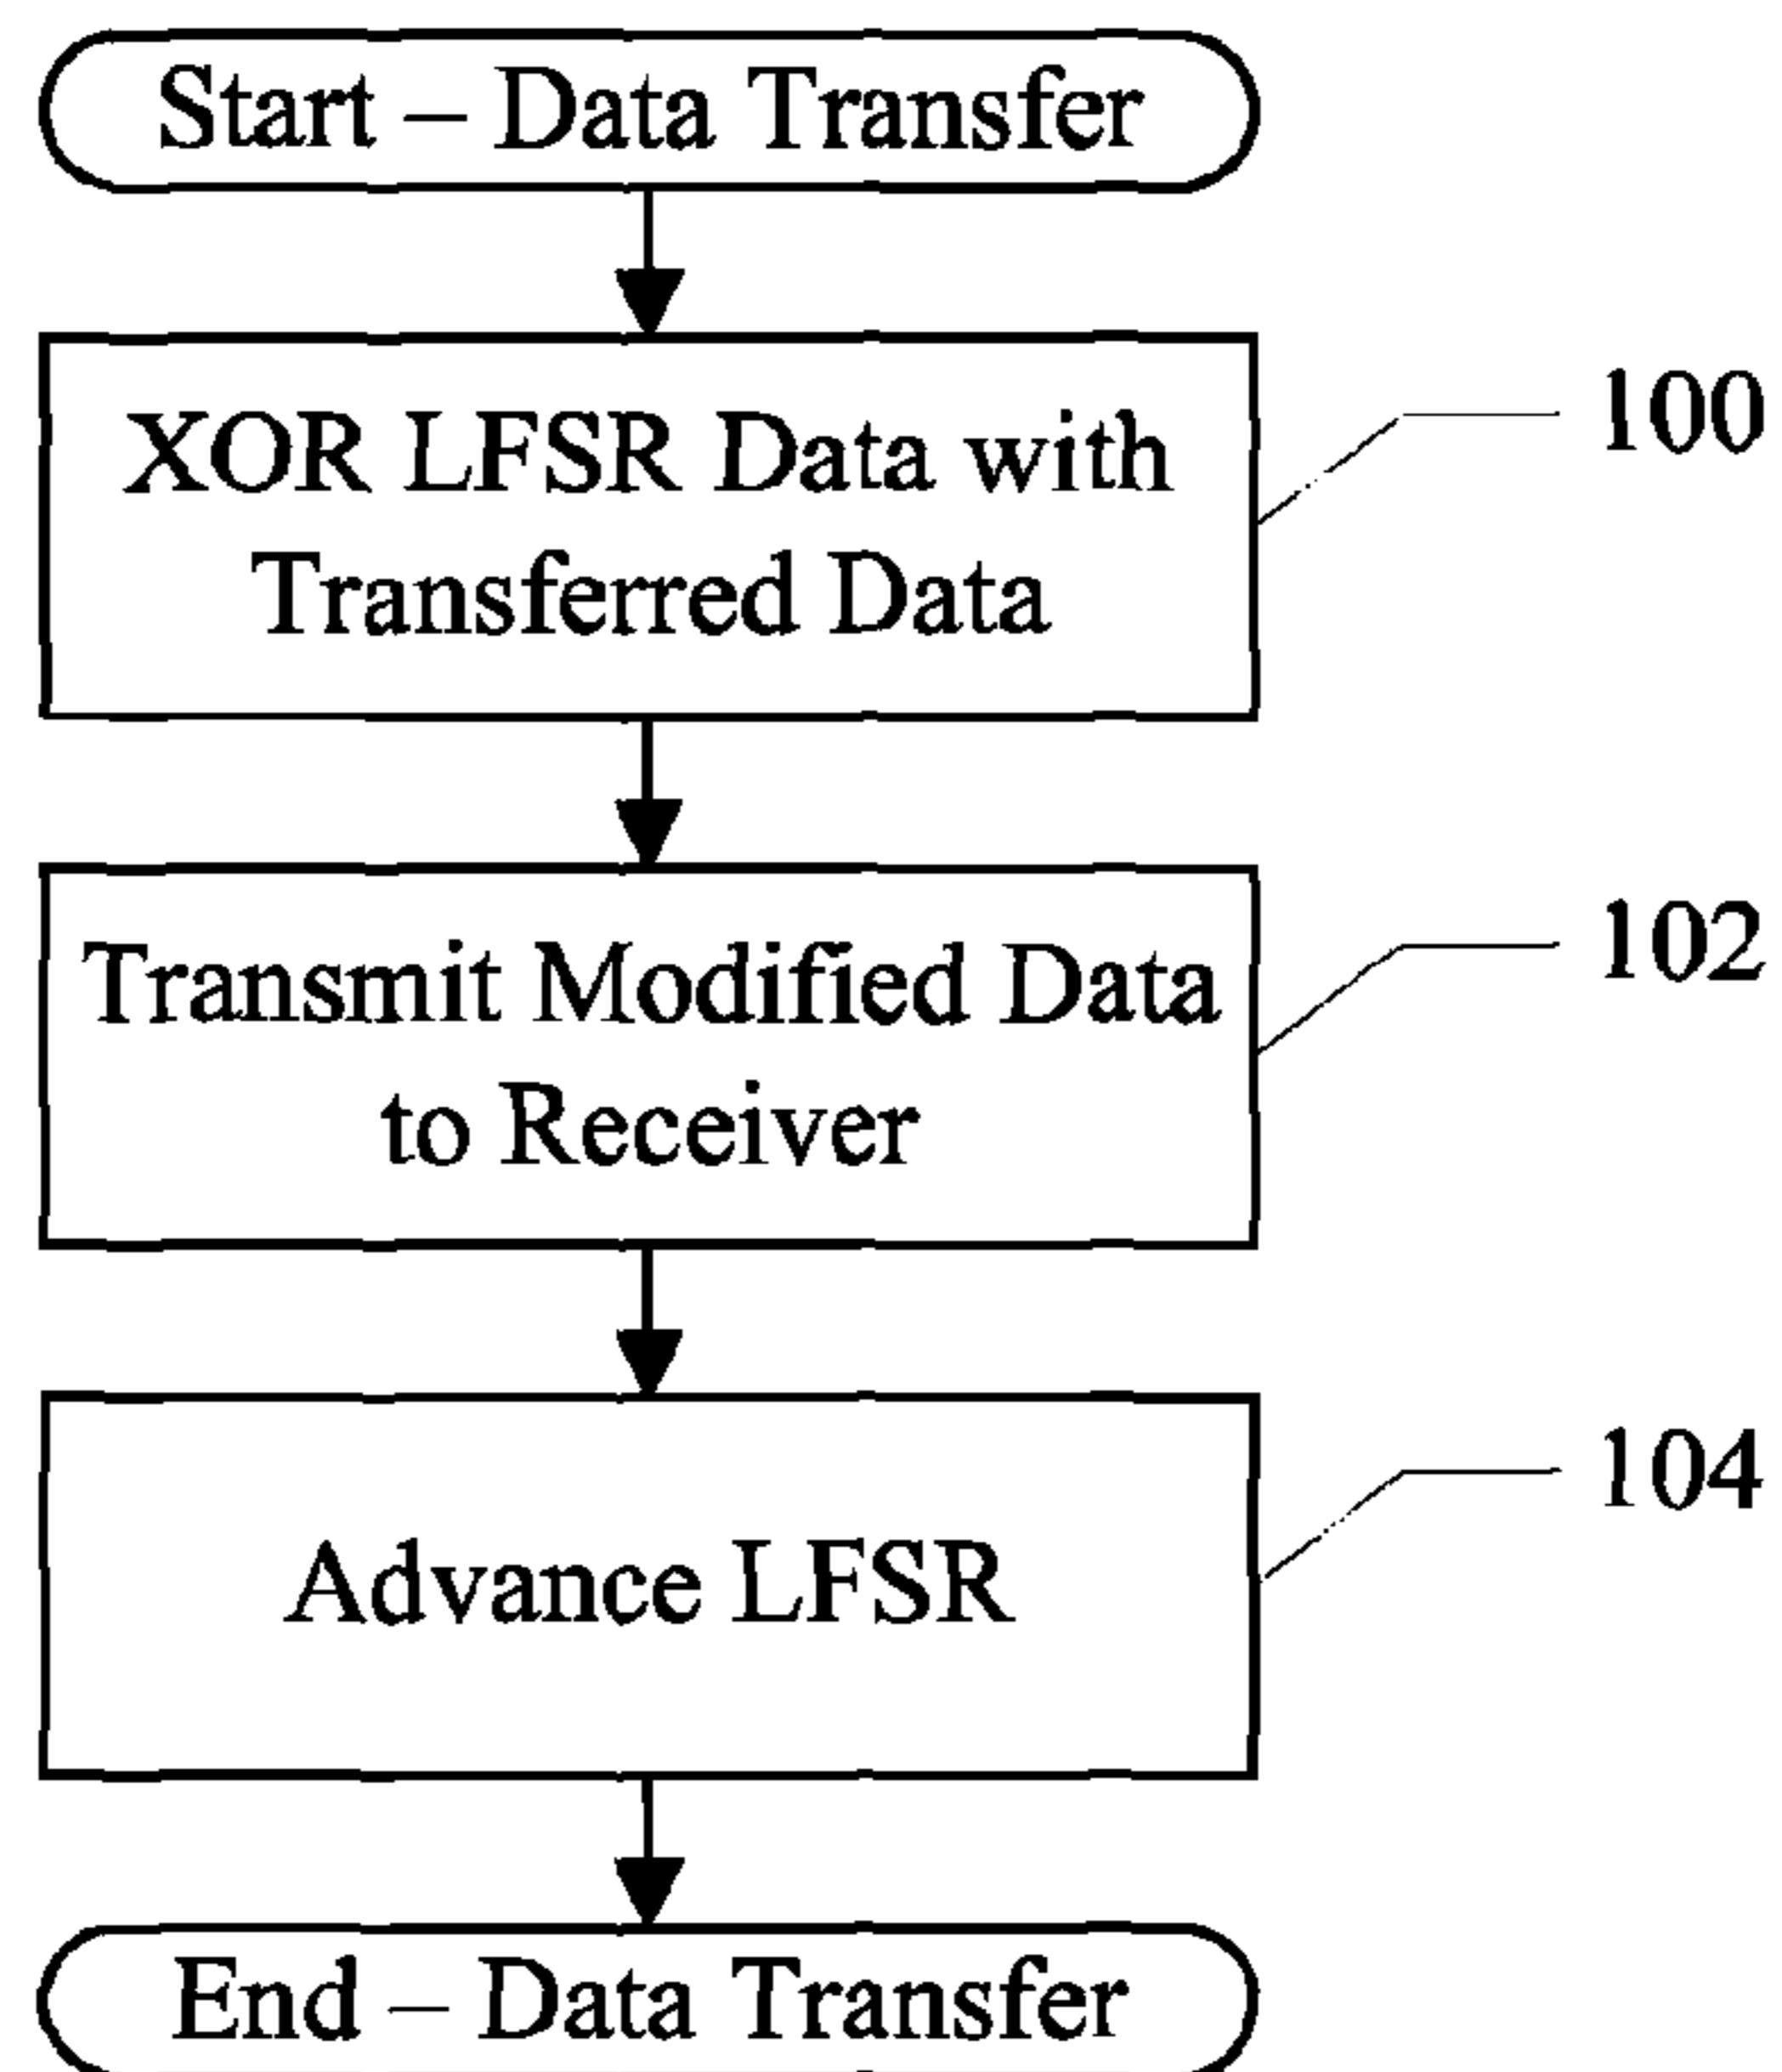 Start – Data Transfer
XOR LFSR Data with
Transferred Data
100
Transmit Modified Data
to Receiver
102
Advance LFSR
104
End – Data Transfer